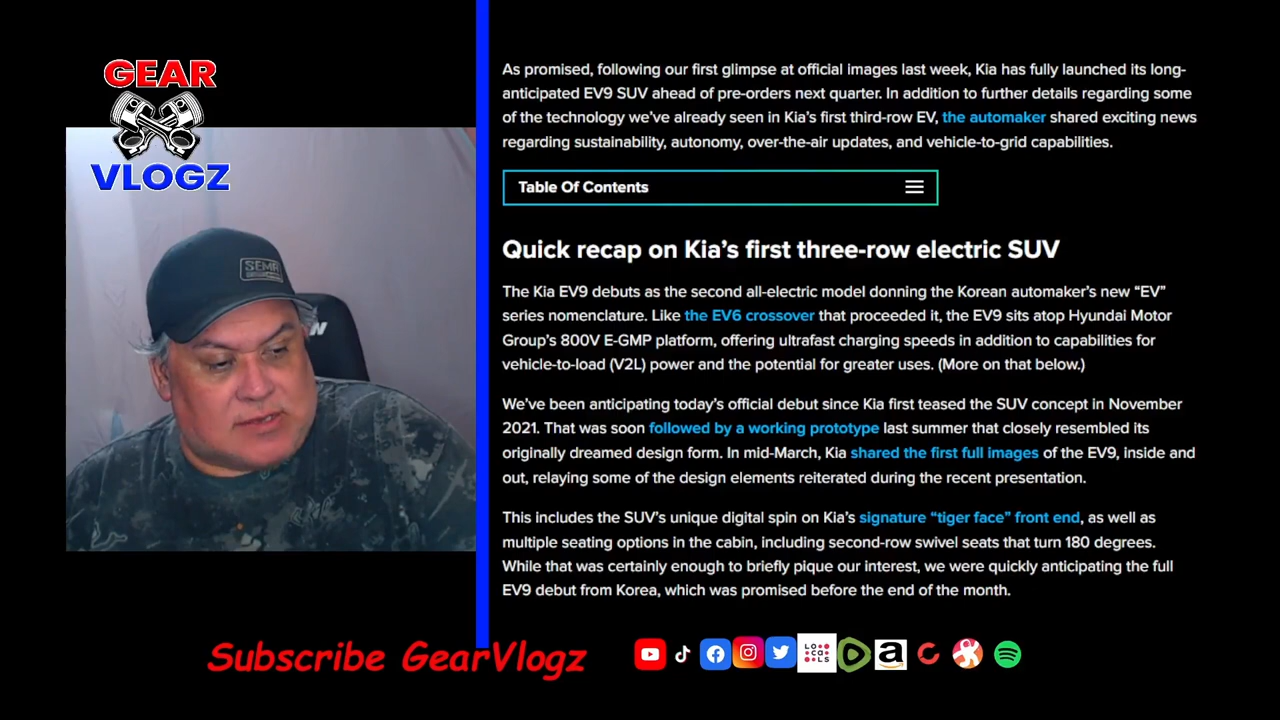 GEAR
VLOGZ
SEMA
As promised, following our first glimpse at official images last week, Kia has fully launched its long-
anticipated EV9 SUV ahead of pre-orders next quarter. In addition to further details regarding some
of the technology we've already seen in Kia's first third-row EV, the automaker shared exciting news
regarding sustainability, autonomy, over-the-air updates, and vehicle-to-grid capabilities.
Table Of Contents
Quick recap on Kia's first three-row electric SUV
The Kia EV9 debuts as the second all-electric model donning the Korean automaker's new “EV”
series nomenclature. Like the EV6 crossover that proceeded it, the EV9 sits atop Hyundai Motor
Group's 800V E-GMP platform, offering ultrafast charging speeds in addition to capabilities for
vehicle-to-load (V2L) power and the potential for greater uses. (More on that below.)
We've been anticipating today's official debut since Kia first teased the SUV concept in November
2021. That was soon followed by a working prototype last summer that closely resembled its
originally dreamed design form. In mid-March, Kia shared the first full images of the EV9, inside and
out, relaying some of the design elements reiterated during the recent presentation.
This includes the SUV's unique digital spin on Kia's signature “tiger face” front end, as well as
multiple seating options in the cabin, including second-row swivel seats that turn 180 degrees.
While that was certainly enough to briefly pique our interest, we were quickly anticipating the full
EV9 debut from Korea, which was promised before the end of the month.
Subscribe GearVlogz
LOCALS